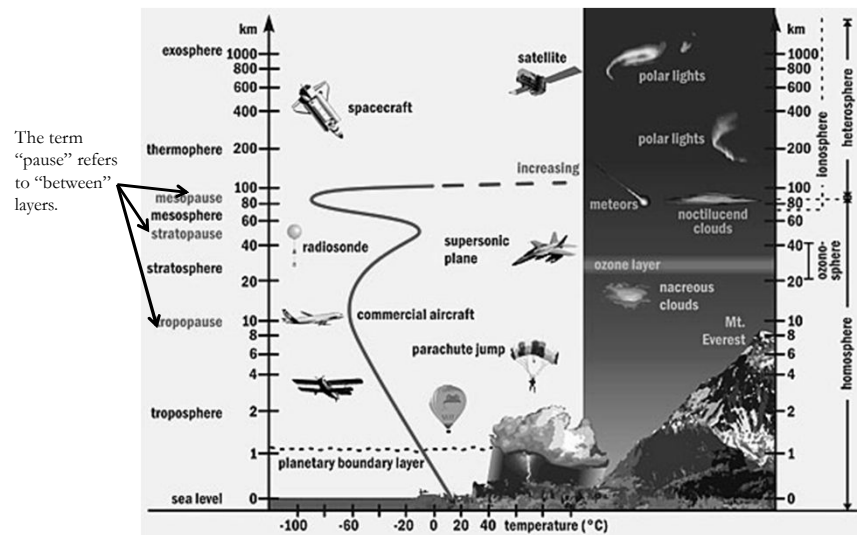 The term
“pause” refers
to “between”
layers.
km
exosphere
1000
800
600
400
thermophere
200
100
mesopause
80
mesosphere
60
stratopause
40
stratosphere
20
tropopause
10
8
6
4
troposphere
2
1
sea level
0
spacecraft
satellite
increasing
radiosonde
supersonic
plane
commercial aircraft
parachute jump
planetary boundary layer
-100
-60
-20
0
20
40
temperature (°C)
polar lights
polar lights
meteors
noctilucend
clouds
ozone layer
nacreous
clouds
Mt.
Everest
km
1000
800
600
400
200
100
80
60
40
20
10
8
6
4
2
1
0
ionosphere
ozono-
sphere
heterosphere
homosphere